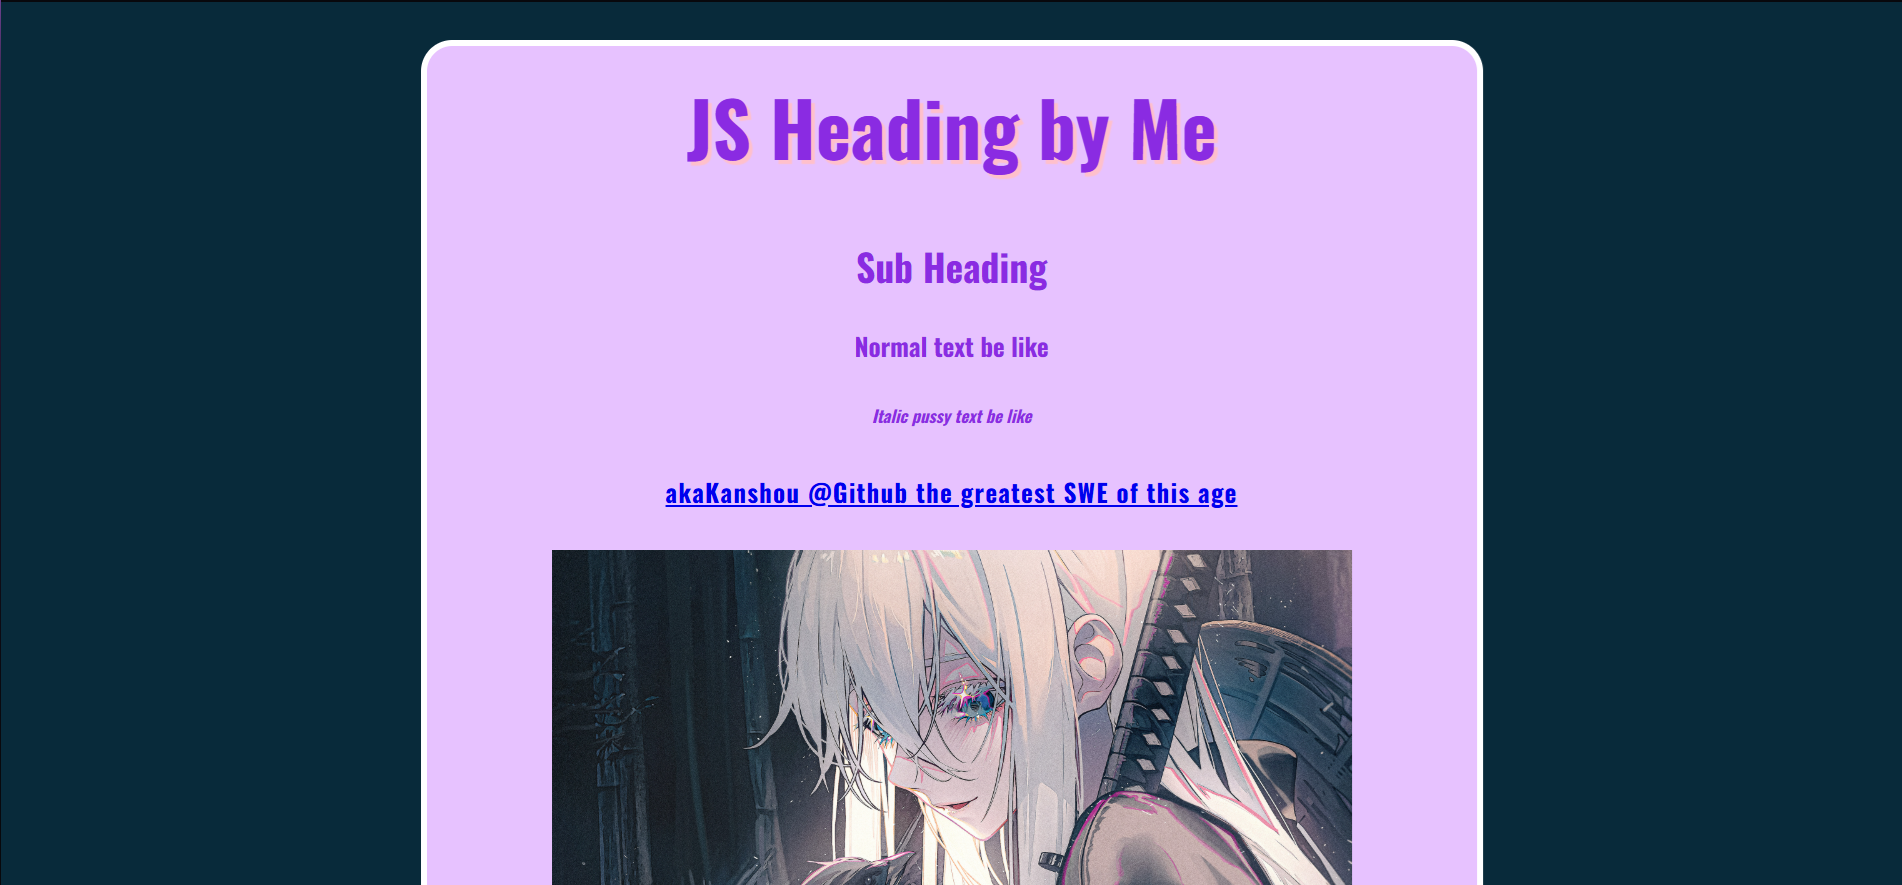 JS Heading by Me
Sub Heading
Normal text be like
Italic pussy text be like
akaKanshou @Github the greatest SWE of this age